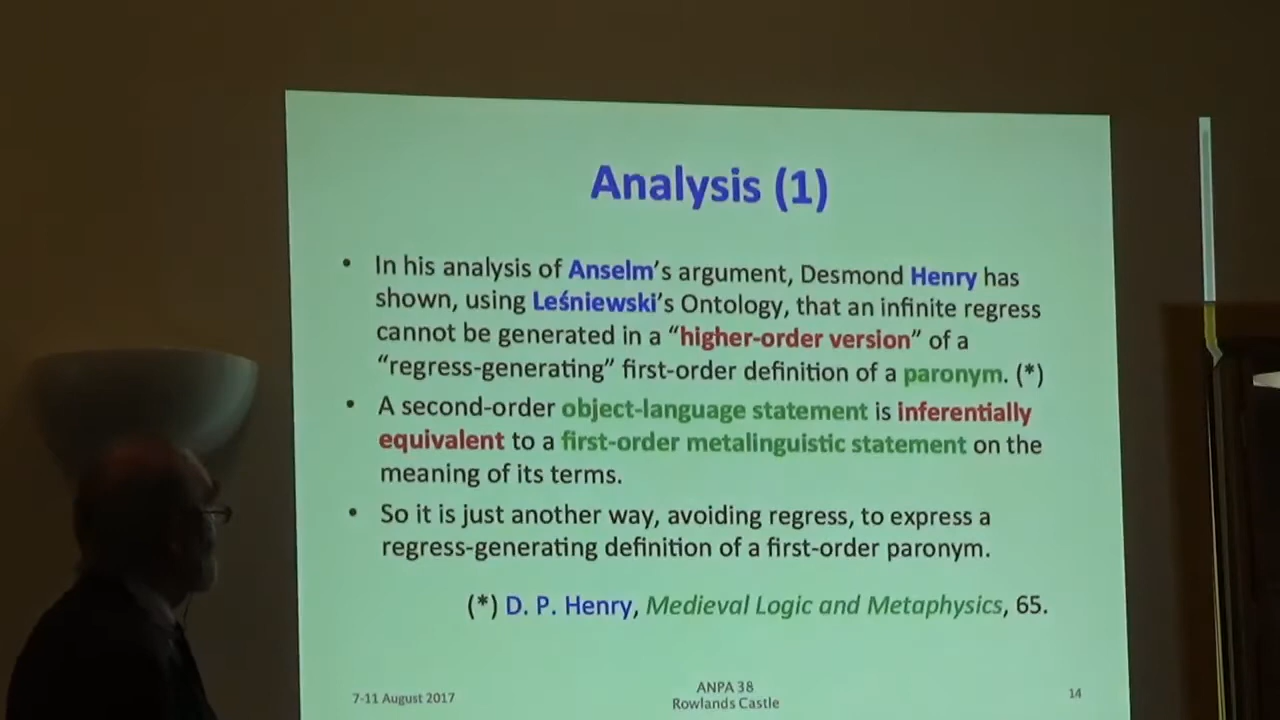 Analysis (1)
• In his analysis of Anselm's argument, Desmond Henry has
shown, using Leśniewski's Ontology, that an infinite regress
cannot be generated in a “higher-order version” of a
“regress-generating” first-order definition of a paronym. (*)
• A second-order object-language statement is inferentially
equivalent to a first-order metalinguistic statement on the
meaning of its terms.
• So it is just another way, avoiding regress, to express a
regress-generating definition of a first-order paronym.
(*) D. P. Henry, Medieval Logic and Metaphysics, 65.
7-11 August 2017
ANPA 38
Rowlands Castle
14